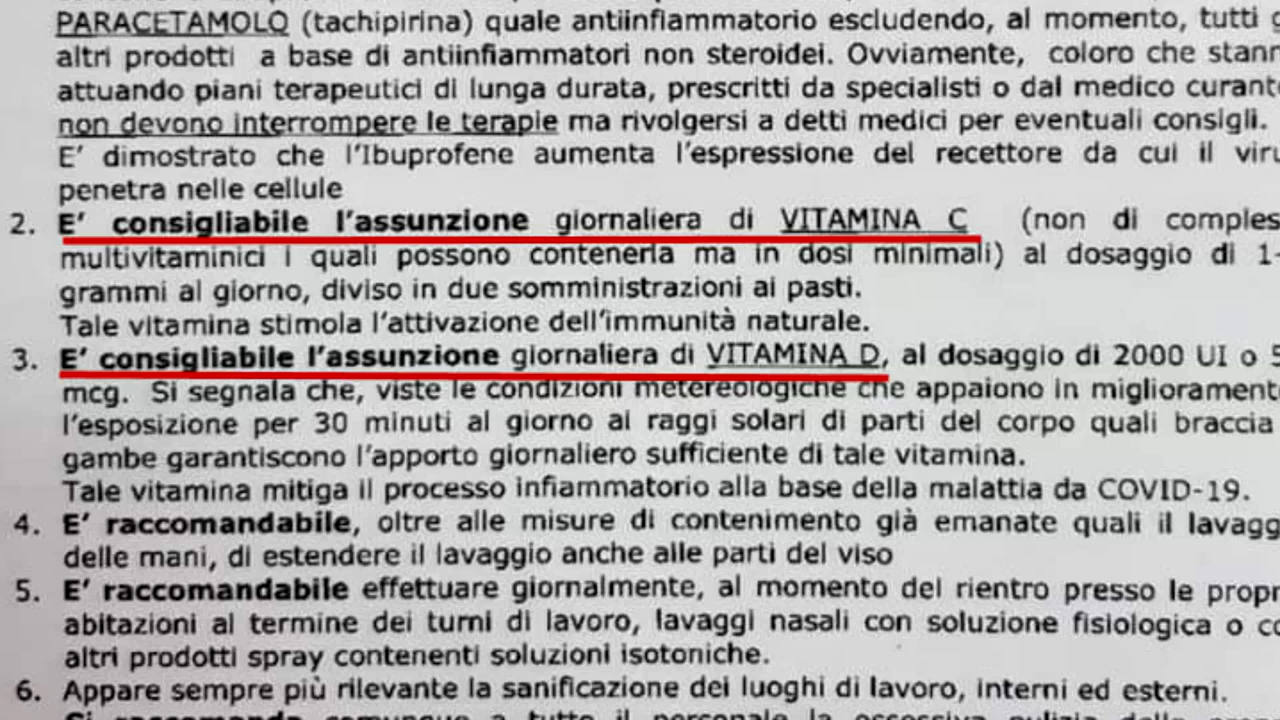 PARACETAMOLO (tachipirina) quale antiinfiammatorio escludendo, al momento, tutti
altri prodotti a base di antiinfiammatori non steroidei. Ovviamente, coloro che
attuando piani terapeutici di lunga durata, prescritti da specialisti o dal medico
non devono interrompere le terapie ma rivolgersi a detti medici per eventuali consigli.
E' dimostrato che l'Ibuprofene aumenta l'espressione del recettore da cui il
penetra nelle cellule
2. E' consigliabile l'assunzione giornaliera di VITAMINA C (non di
multivitaminici i quali possono contenerla ma in dosi minimali) al dosaggio di 1-
grammi al giorno, diviso in due somministrazioni ai pasti.
Tale vitamina stimola l'attivazione dell'immunità naturale.
3. E' consigliabile l'assunzione giornaliera di VITAMINA D, al dosaggio di 2000 UI o
mcg. Si segnala che, viste le condizioni metereologiche che appaiono in
l'esposizione per 30 minuti al giorno ai raggi solari di parti del corpo quali braccia
gambe garantiscono l'apporto giornaliero sufficiente di tale vitamina.
Tale vitamina mitiga il processo infiammatorio alla base della malattia da COVID-19.
4. E' raccomandabile, oltre alle misure di contenimento già emanate quali il
delle mani, di estendere il lavaggio anche alle parti del viso
5. E' raccomandabile effettuare giornalmente, al momento del rientro presso le
abitazioni al termine dei turni di lavoro, lavaggi nasali con soluzione fisiologica o
altri prodotti spray contenenti soluzioni isotoniche.
6. Appare sempre più rilevante la sanificazione dei luoghi di lavoro, interni ed esterni.